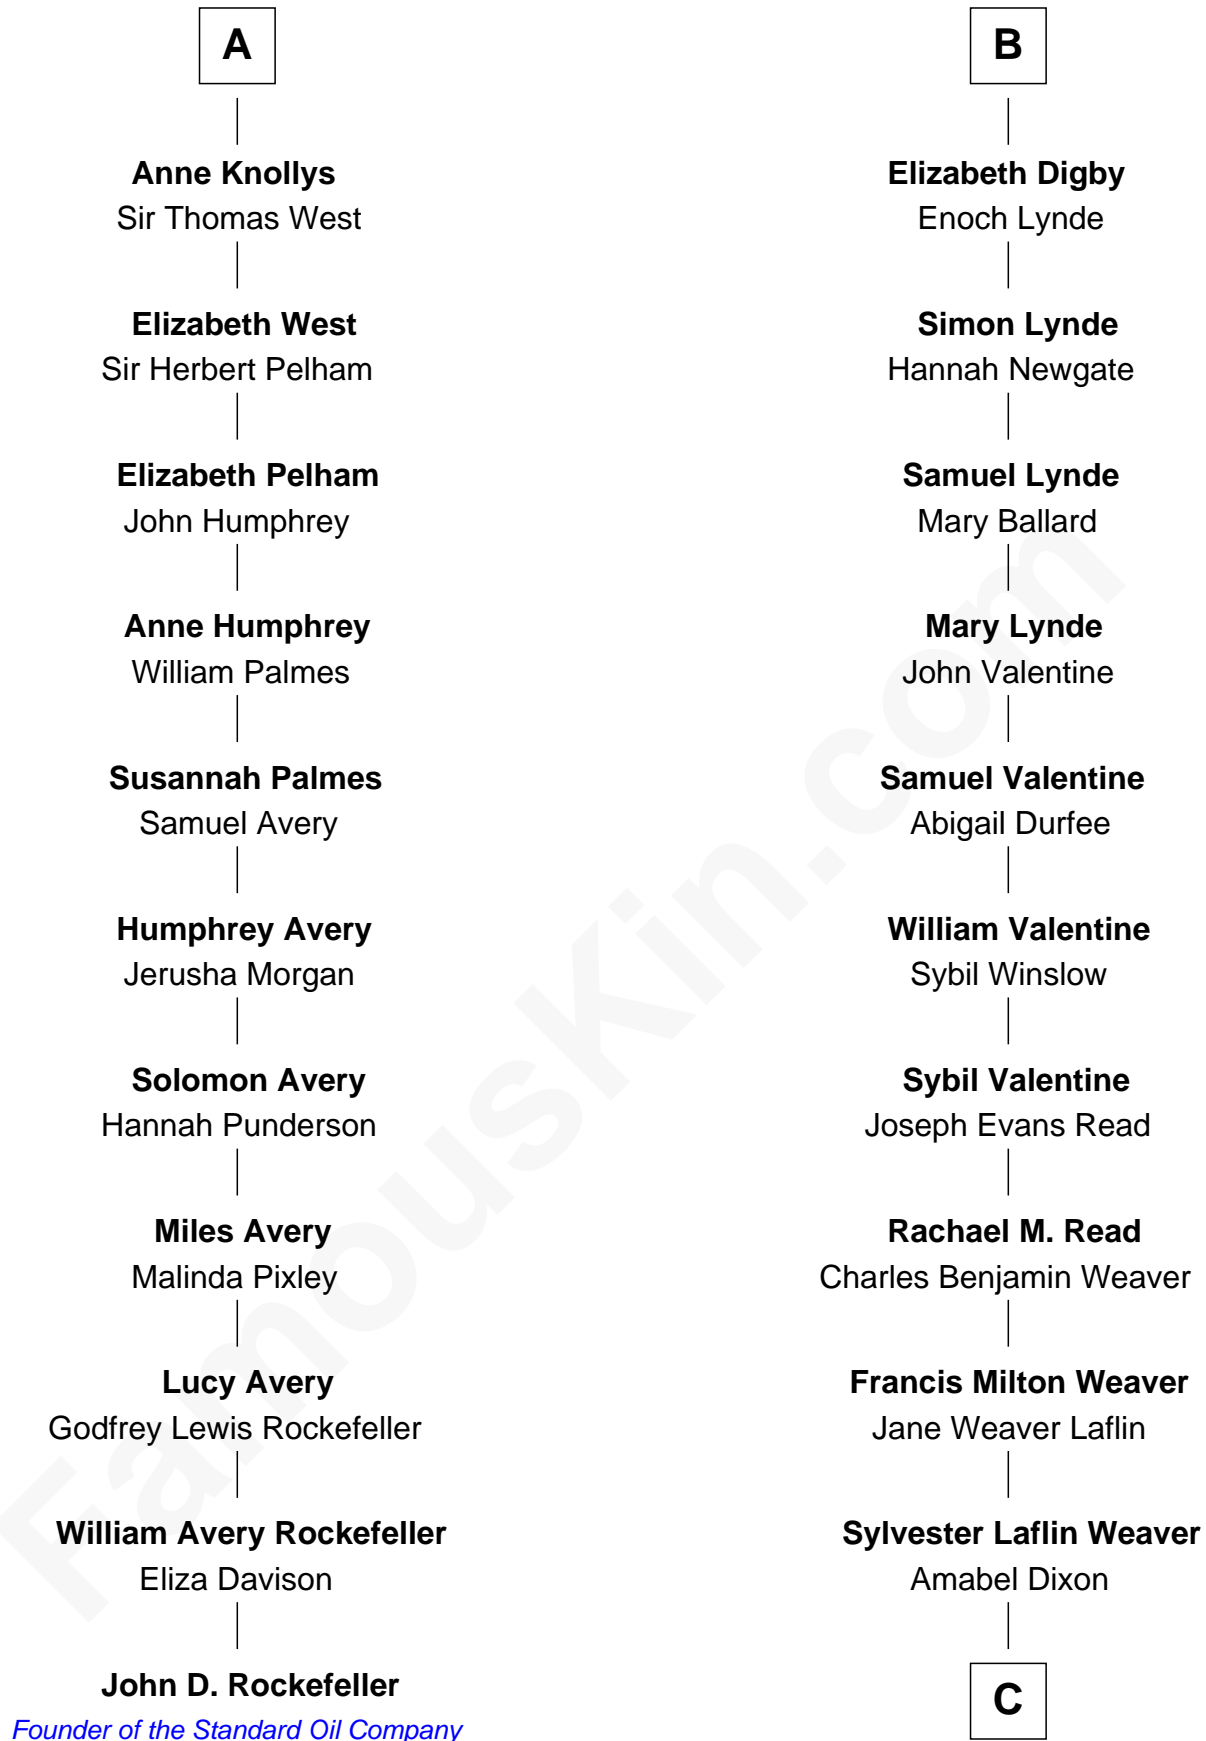 A
Anne Knollys
Sir Thomas West
Elizabeth West
Sir Herbert Pelham
Elizabeth Pelham
John Humphrey
Anne Humphrey
William Palmes
Susannah Palmes
Samuel Avery
Humphrey Avery
Jerusha Morgan
Solomon Avery
Hannah Punderson
Miles Avery
Malinda Pixley
Lucy Avery
Godfrey Lewis Rockefeller
William Avery Rockefeller
Eliza Davison
John D. Rockefeller
Founder of the Standard Oil Company
B
Elizabeth Digby
Enoch Lynde
Simon Lynde
Hannah Newgate
Samuel Lynde
Mary Ballard
Mary Lynde
John Valentine
Samuel Valentine
Abigail Durfee
William Valentine
Sybil Winslow
Sybil Valentine
Joseph Evans Read
Rachael M. Read
Charles Benjamin Weaver
Francis Milton Weaver
Jane Weaver Laflin
Sylvester Laflin Weaver
Amabel Dixon
C
FamousKin.com